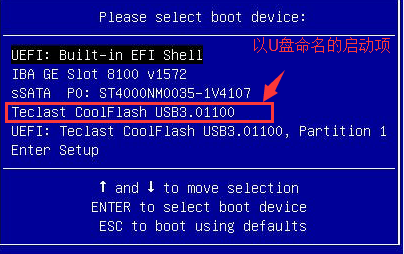 Please select boot device:
以U盘命名的启动项
UEFI: Built-in EFI Shell
IBA GE Slot 8100 v1572
sSATA  P0: ST4000NM0035-1V4107
Teclast CoolFlash USB3.01100
UEFI: Teclast CoolFlash USB3.01100, Partition 1
Enter Setup
↑ and ↓ to move selection
ENTER to select boot device
ESC to boot using defaults